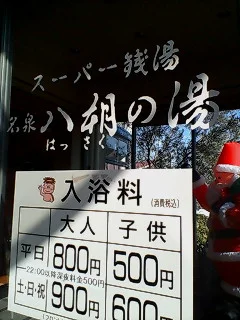 スーパー銭湯
名泉 八朔の湯
はっさく
入浴料 (消費税込)
大人 子供
平日 800円 500円
22:00以降深夜料金500円
土・日・祝 900円 600円